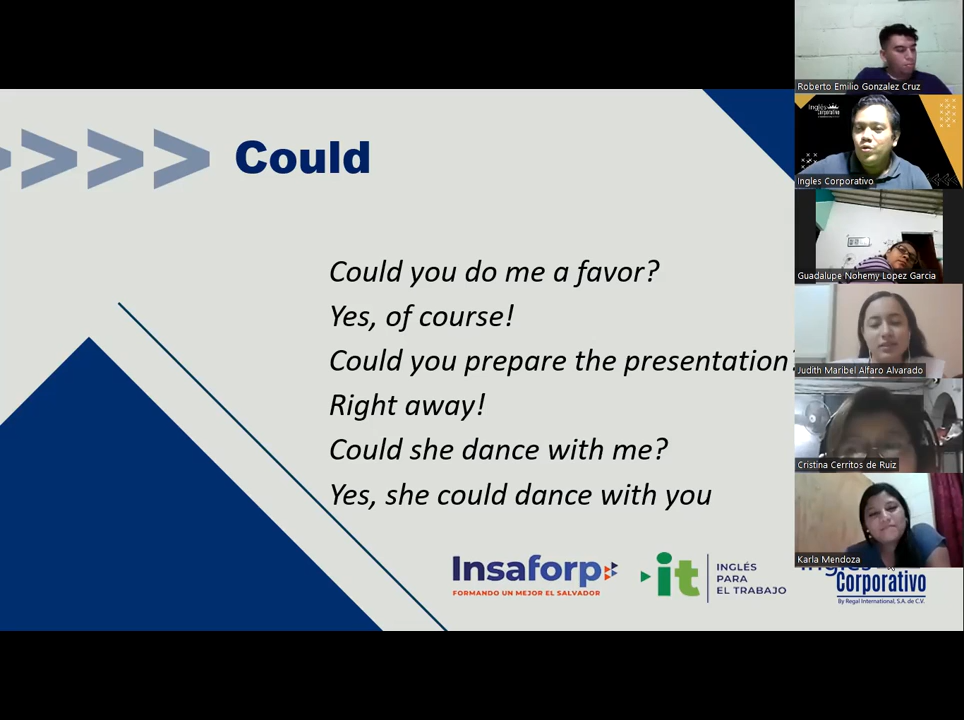 Could
Could you do me a favor?
Yes, of course!
Could you prepare the presentation?
Right away!
Could she dance with me?
Yes, she could dance with you
Insaforp
FORMANDO UN MEJOR EL SALVADOR
it
INGLÉS
PARA
EL TRABAJO
Inglés
Corporativo
By Regal International, S.A. de C.V.
Roberto Emilio Gonzalez Cruz
Inglés
Corporativo
Ingles Corporativo
Guadalupe Nohemy Lopez Garcia
Judith Maribel Alfaro Alvarado
Cristina Cerritos de Ruiz
Karla Mendoza